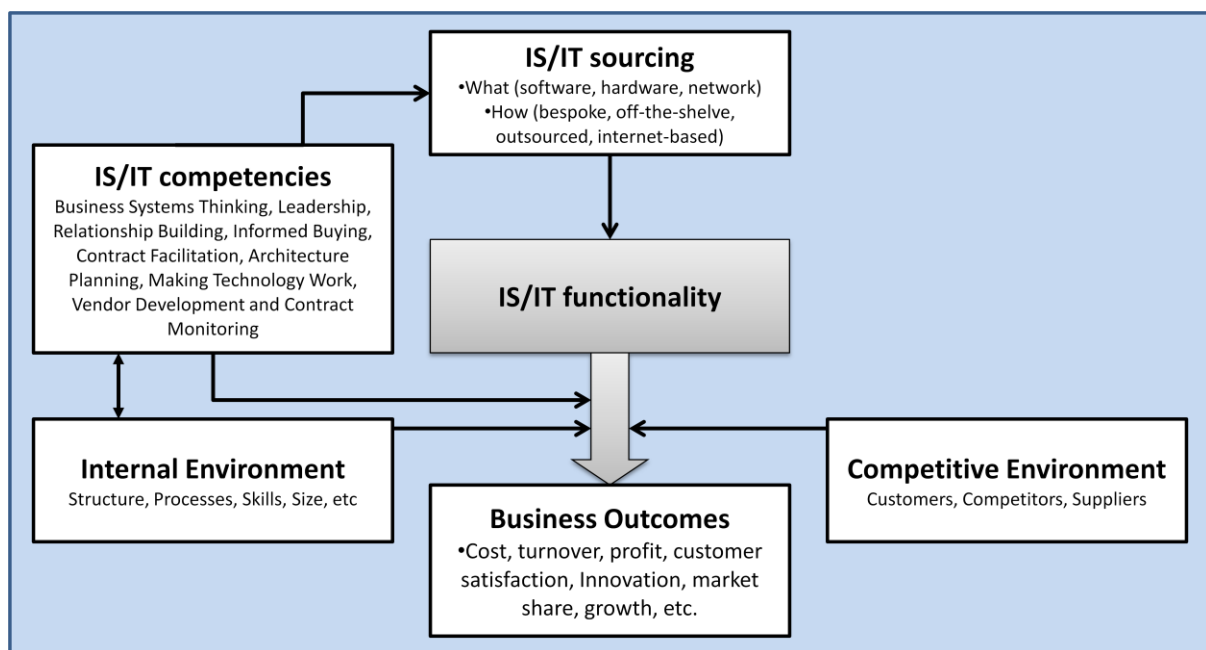 IS/IT sourcing
•What (software, hardware, network)
•How (bespoke, off-the-shelve,
outsourced, internet-based)
IS/IT competencies
Business Systems Thinking, Leadership,
Relationship Building, Informed Buying,
Contract Facilitation, Architecture
Planning, Making Technology Work,
Vendor Development and Contract
Monitoring
IS/IT functionality
Internal Environment
Structure, Processes, Skills, Size, etc
Competitive Environment
Customers, Competitors, Suppliers
Business Outcomes
•Cost, turnover, profit, customer
satisfaction, Innovation, market
share, growth, etc.